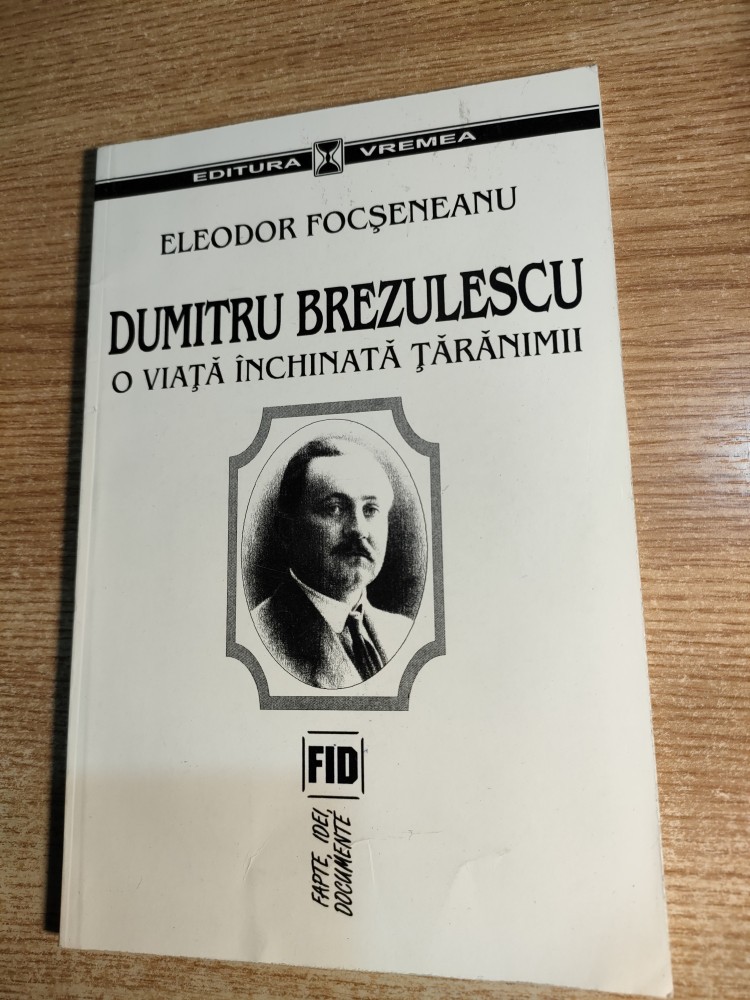 EDITURA VREMEA
ELEODOR FOCŞENEANU
DUMITRU BREZULESCU
O VIAŢĂ ÎNCHINATĂ ŢĂRĂNIMII
FID
FAPTE, IDEI,
DOCUMENTE